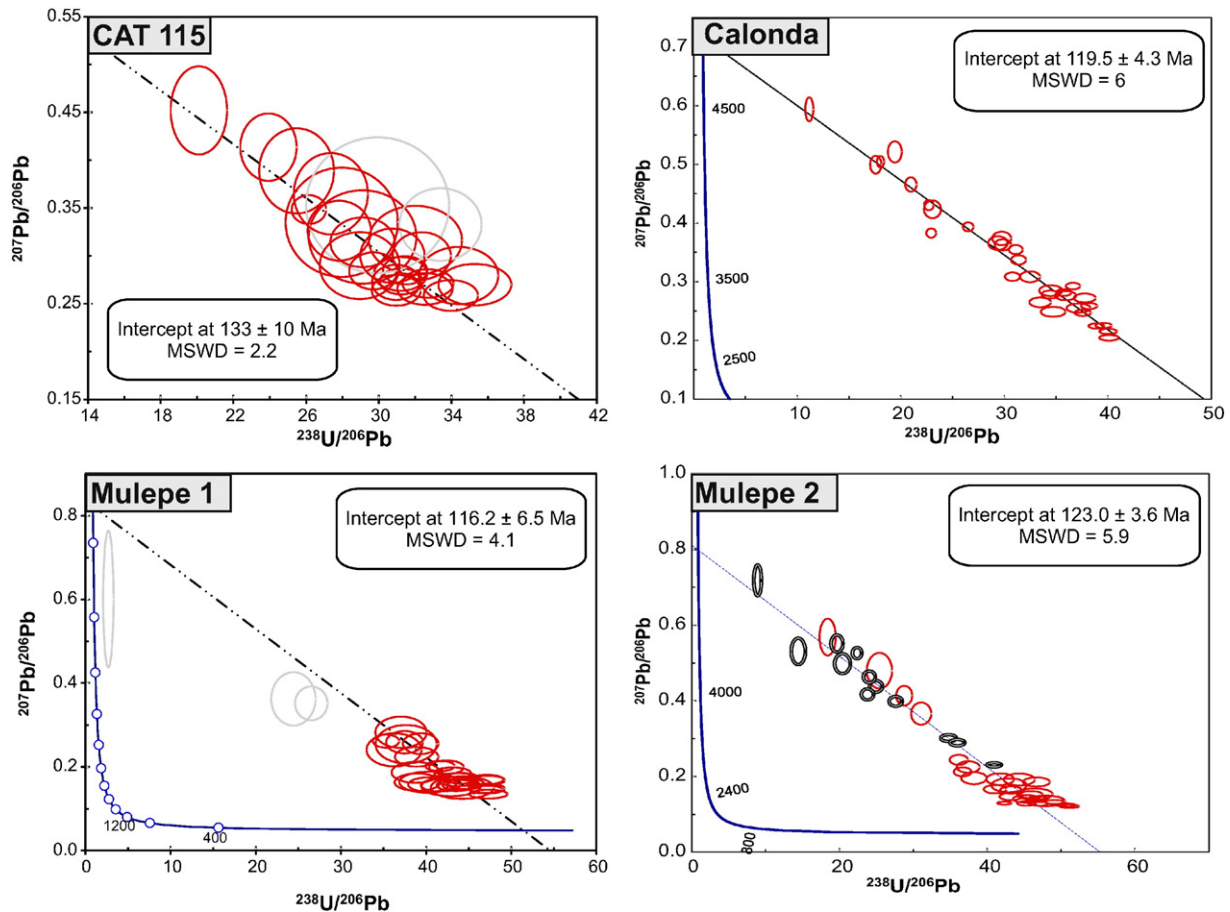 CAT 115
0.55
0.45
0.35
0.25
0.15
²⁰⁷Pb/²⁰⁶Pb
Intercept at 133 ± 10 Ma
MSWD = 2.2
14 18 22 26 30 34 38 42
²³⁸U/²⁰⁶Pb
Calonda
0.7
0.6
0.5
0.4
0.3
0.2
0.1
²⁰⁷Pb/²⁰⁶Pb
Intercept at 119.5 ± 4.3 Ma
MSWD = 6
4500
3500
2500
10 20 30 40 50
²³⁸U/²⁰⁶Pb
Mulepe 1
0.8
0.6
0.4
0.2
0.0
²⁰⁷Pb/²⁰⁶Pb
Intercept at 116.2 ± 6.5 Ma
MSWD = 4.1
1200
400
0 10 20 30 40 50 60
²³⁸U/²⁰⁶Pb
Mulepe 2
1.0
0.8
0.6
0.4
0.2
0.0
²⁰⁷Pb/²⁰⁶Pb
Intercept at 123.0 ± 3.6 Ma
MSWD = 5.9
4000
2400
800
0 20 40 60
²³⁸U/²⁰⁶Pb